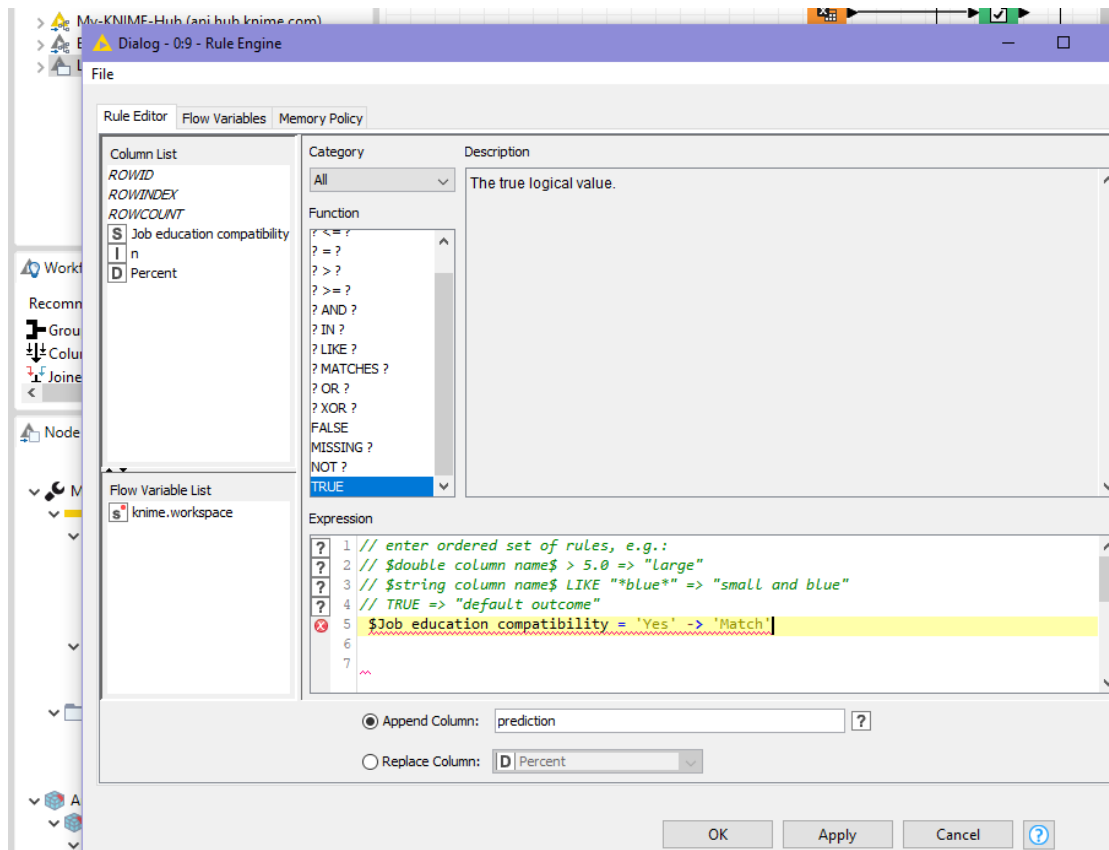 My-KNIME-Hub (api.hub.knime.com)
Dialog - 0:9 - Rule Engine
File
Rule Editor
Flow Variables
Memory Policy
Column List
ROWID
ROWINDEX
ROWCOUNT
S Job education compatibility
I n
D Percent
Category
All
Description
The true logical value.
Function
? <= ?
? = ?
? > ?
? >= ?
? AND ?
? IN ?
? LIKE ?
? MATCHES ?
? OR ?
? XOR ?
FALSE
MISSING ?
NOT ?
TRUE
Workf
Recomn
Grou
Colu
Joine
Node
M
A
Flow Variable List
s knime.workspace
Expression
? 1 // enter ordered set of rules, e.g.:
? 2 // $double column name$ > 5.0 => "large"
? 3 // $string column name$ LIKE "*blue*" => "small and blue"
? 4 // TRUE => "default outcome"
5 $Job education compatibility = 'Yes' -> 'Match'
6
7
Append Column: prediction ?
Replace Column: D Percent
OK
Apply
Cancel
?